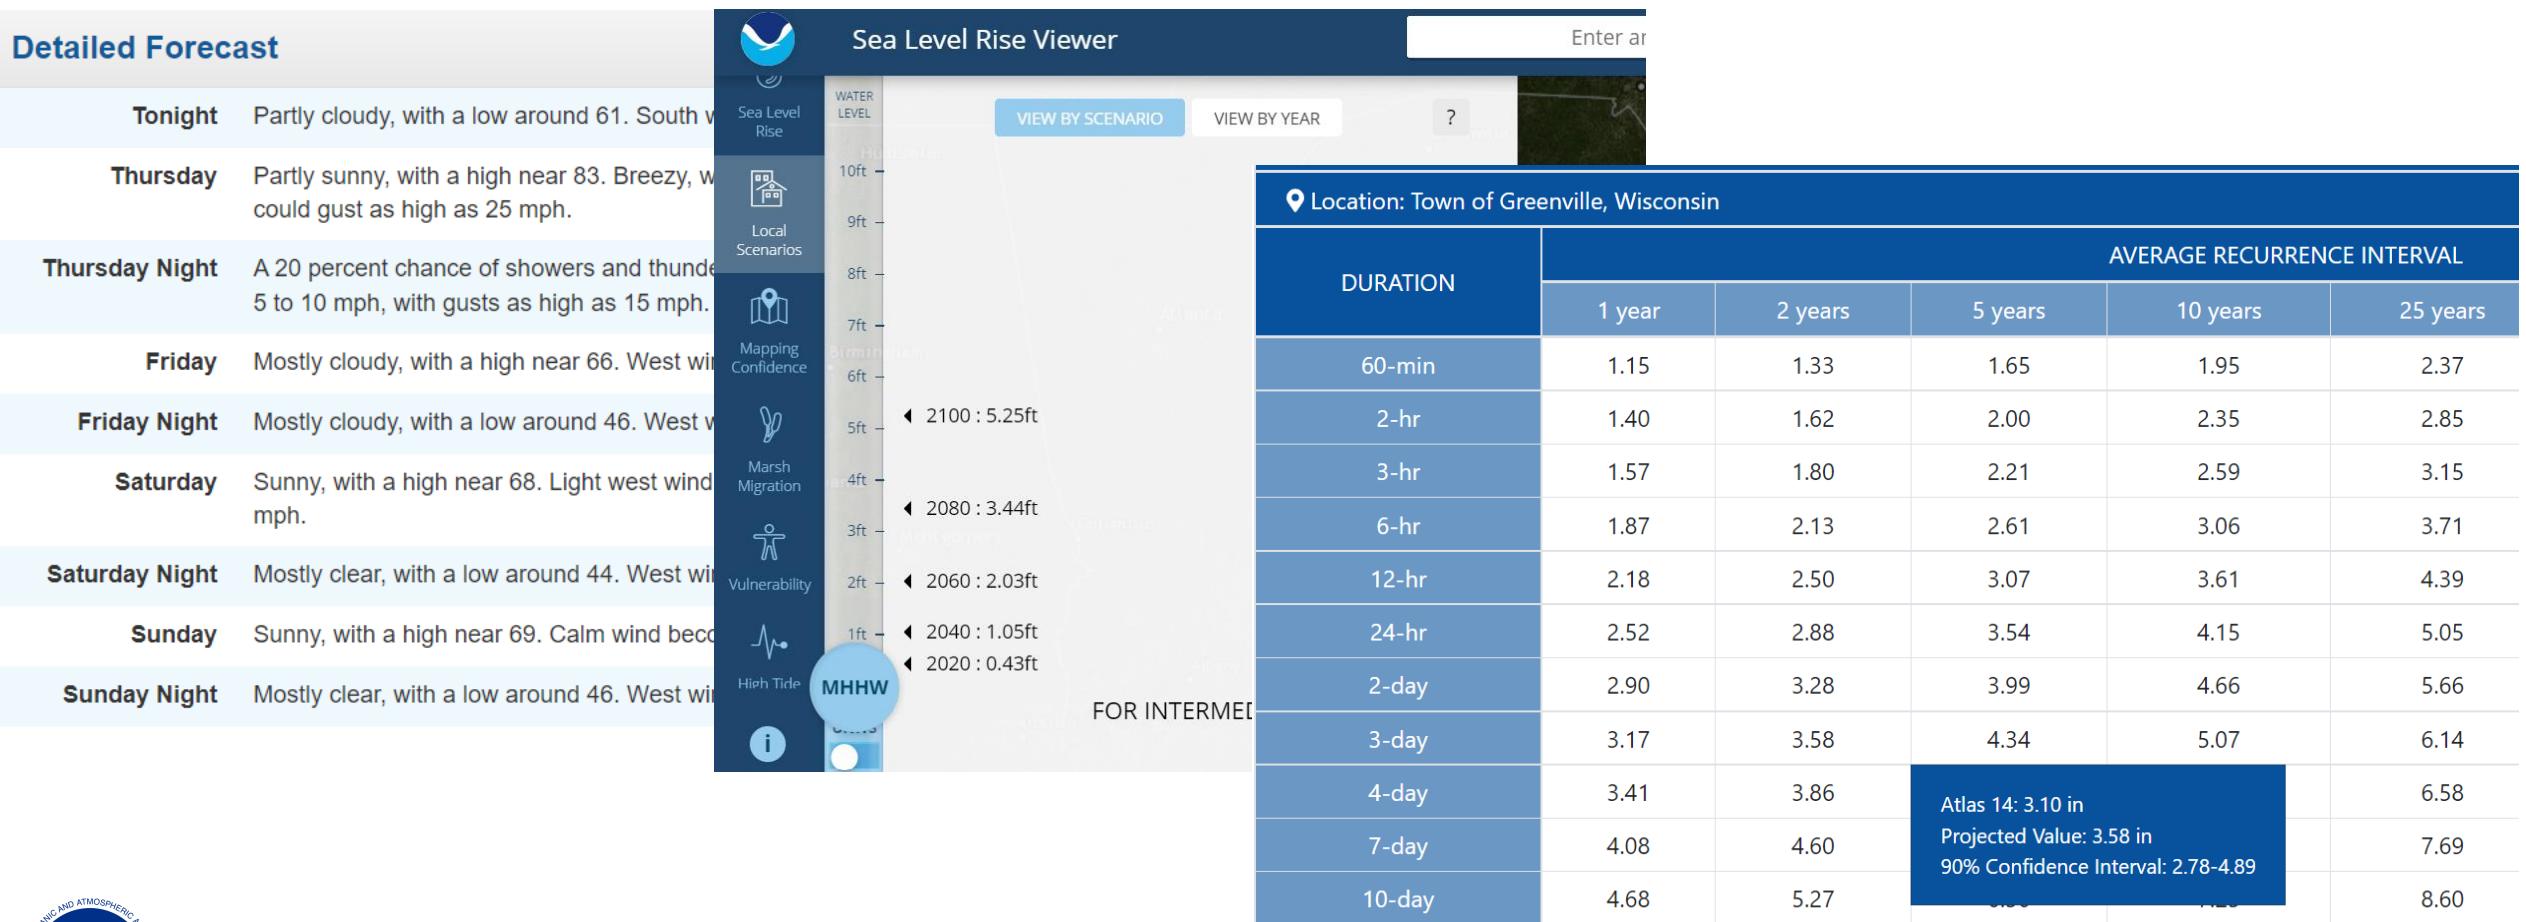 Detailed Forecast
Tonight Partly cloudy, with a low around 61. South
Thursday Partly sunny, with a high near 83. Breezy,
could gust as high as 25 mph.
Thursday Night A 20 percent chance of showers and
5 to 10 mph, with gusts as high as 15 mph.
Friday Mostly cloudy, with a high near 66. West
Friday Night Mostly cloudy, with a low around 46. West
Saturday Sunny, with a high near 68. Light west wind
mph.
Saturday Night Mostly clear, with a low around 44. West
Sunday Sunny, with a high near 69. Calm wind
Sunday Night Mostly clear, with a low around 46. West
Sea Level Rise Viewer
Enter
Sea Level
Rise
Local
Scenarios
Mapping
Confidence
Marsh
Migration
Vulnerability
High Tide
i
WATER
LEVEL
VIEW BY SCENARIO VIEW BY YEAR ?
10ft
9ft
8ft
7ft
6ft
5ft
4ft
3ft
2ft
1ft
MHHW
2100 : 5.25ft
2080 : 3.44ft
2060 : 2.03ft
2040 : 1.05ft
2020 : 0.43ft
Atlanta
FOR
Location: Town of Greenville, Wisconsin
DURATION AVERAGE RECURRENCE INTERVAL
1 year 2 years 5 years 10 years 25 years
60-min 1.15 1.33 1.65 1.95 2.37
2-hr 1.40 1.62 2.00 2.35 2.85
3-hr 1.57 1.80 2.21 2.59 3.15
6-hr 1.87 2.13 2.61 3.06 3.71
12-hr 2.18 2.50 3.07 3.61 4.39
24-hr 2.52 2.88 3.54 4.15 5.05
2-day 2.90 3.28 3.99 4.66 5.66
3-day 3.17 3.58 4.34 5.07 6.14
4-day 3.41 3.86 6.58
7-day 4.08 4.60 7.69
10-day 4.68 5.27 8.60
Atlas 14: 3.10 in
Projected Value: 3.58 in
90% Confidence Interval: 2.78-4.89
AND ATMOSPHERIC